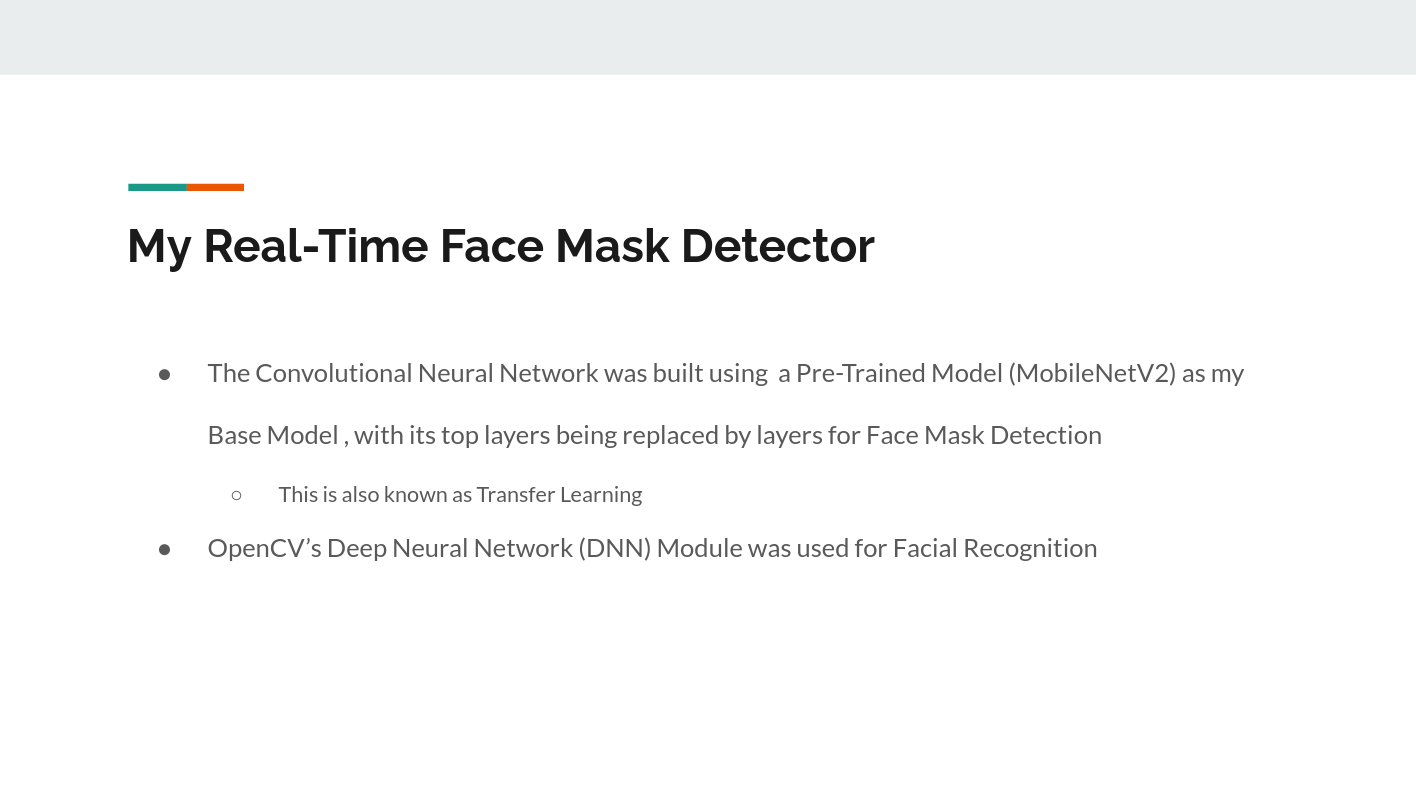 My Real-Time Face Mask Detector
● The Convolutional Neural Network was built using  a Pre-Trained Model (MobileNetV2) as my
Base Model , with its top layers being replaced by layers for Face Mask Detection
○ This is also known as Transfer Learning
● OpenCV’s Deep Neural Network (DNN) Module was used for Facial Recognition